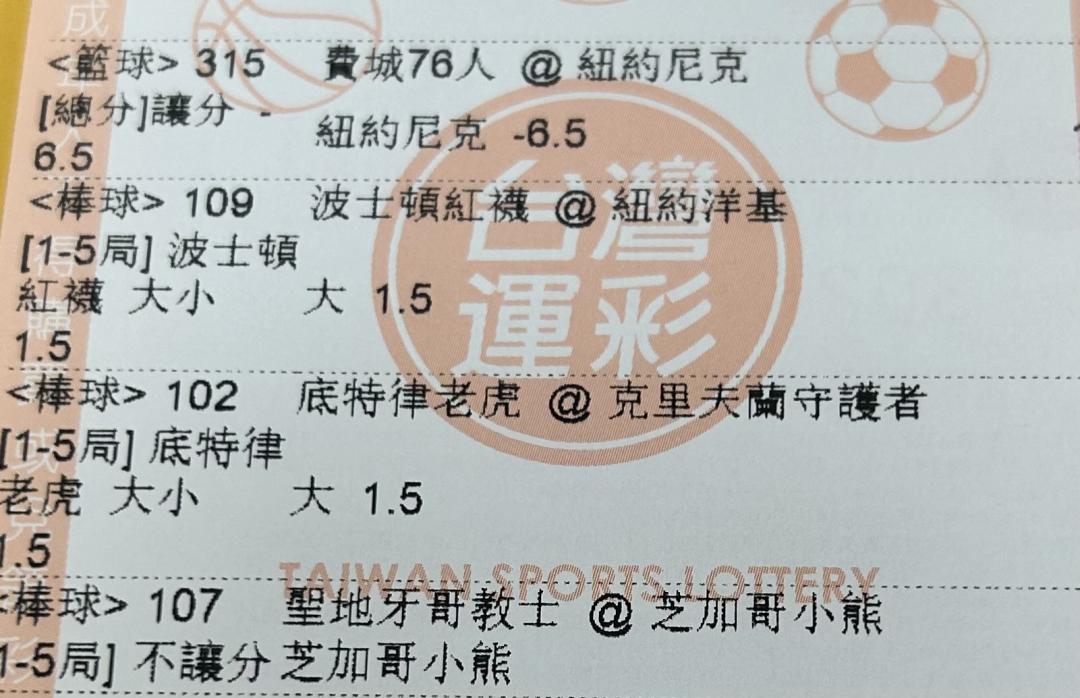 <籃球> 315 費城76人 @ 紐約尼克
[總分]讓分 -
6.5 紐約尼克 -6.5
<棒球> 109 波士頓紅襪 @ 紐約洋基
[1-5局] 波士頓
紅襪 大小 大 1.5
1.5
<棒球> 102 底特律老虎 @ 克里夫蘭守護者
[1-5局] 底特律
老虎 大小 大 1.5
1.5
<棒球> 107 聖地牙哥教士 @ 芝加哥小熊
1-5局] 不讓分 芝加哥小熊
台灣
運彩
TAIWAN SPORTS LOTTERY